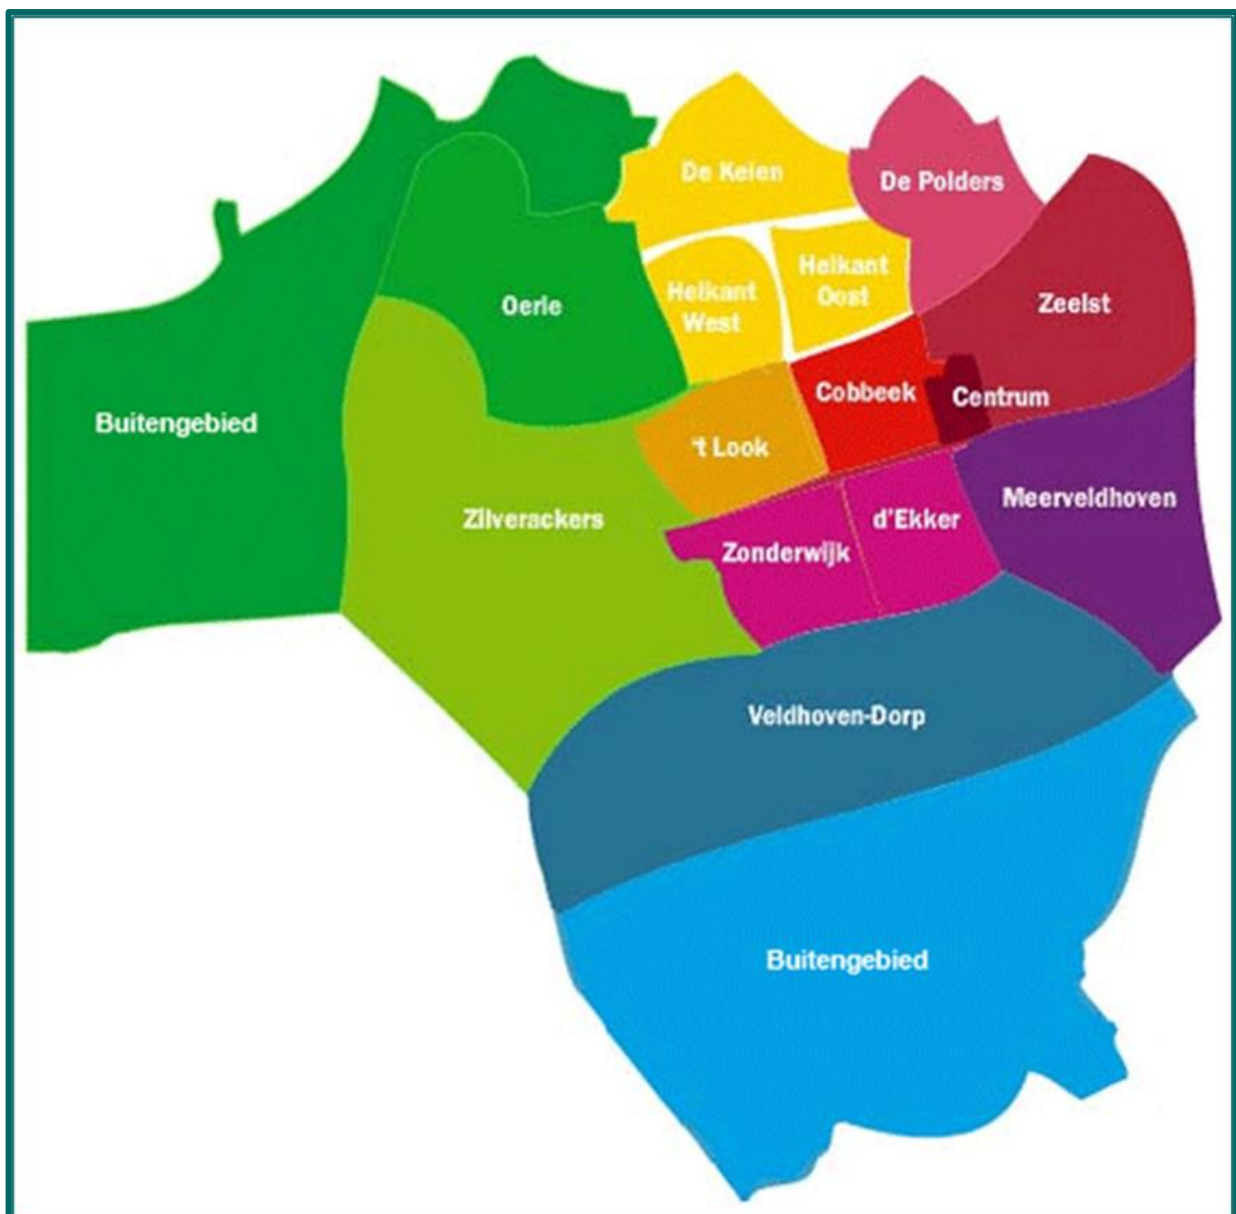 De Kelen
De Polders
Heikant
Oost
Heikant
West
Oerle
Zeelst
Cobbeek
Centrum
Buitengebied
't Look
Meerveldhoven
Zilverackers
d'Ekker
Zonderwijk
Veldhoven-Dorp
Buitengebied